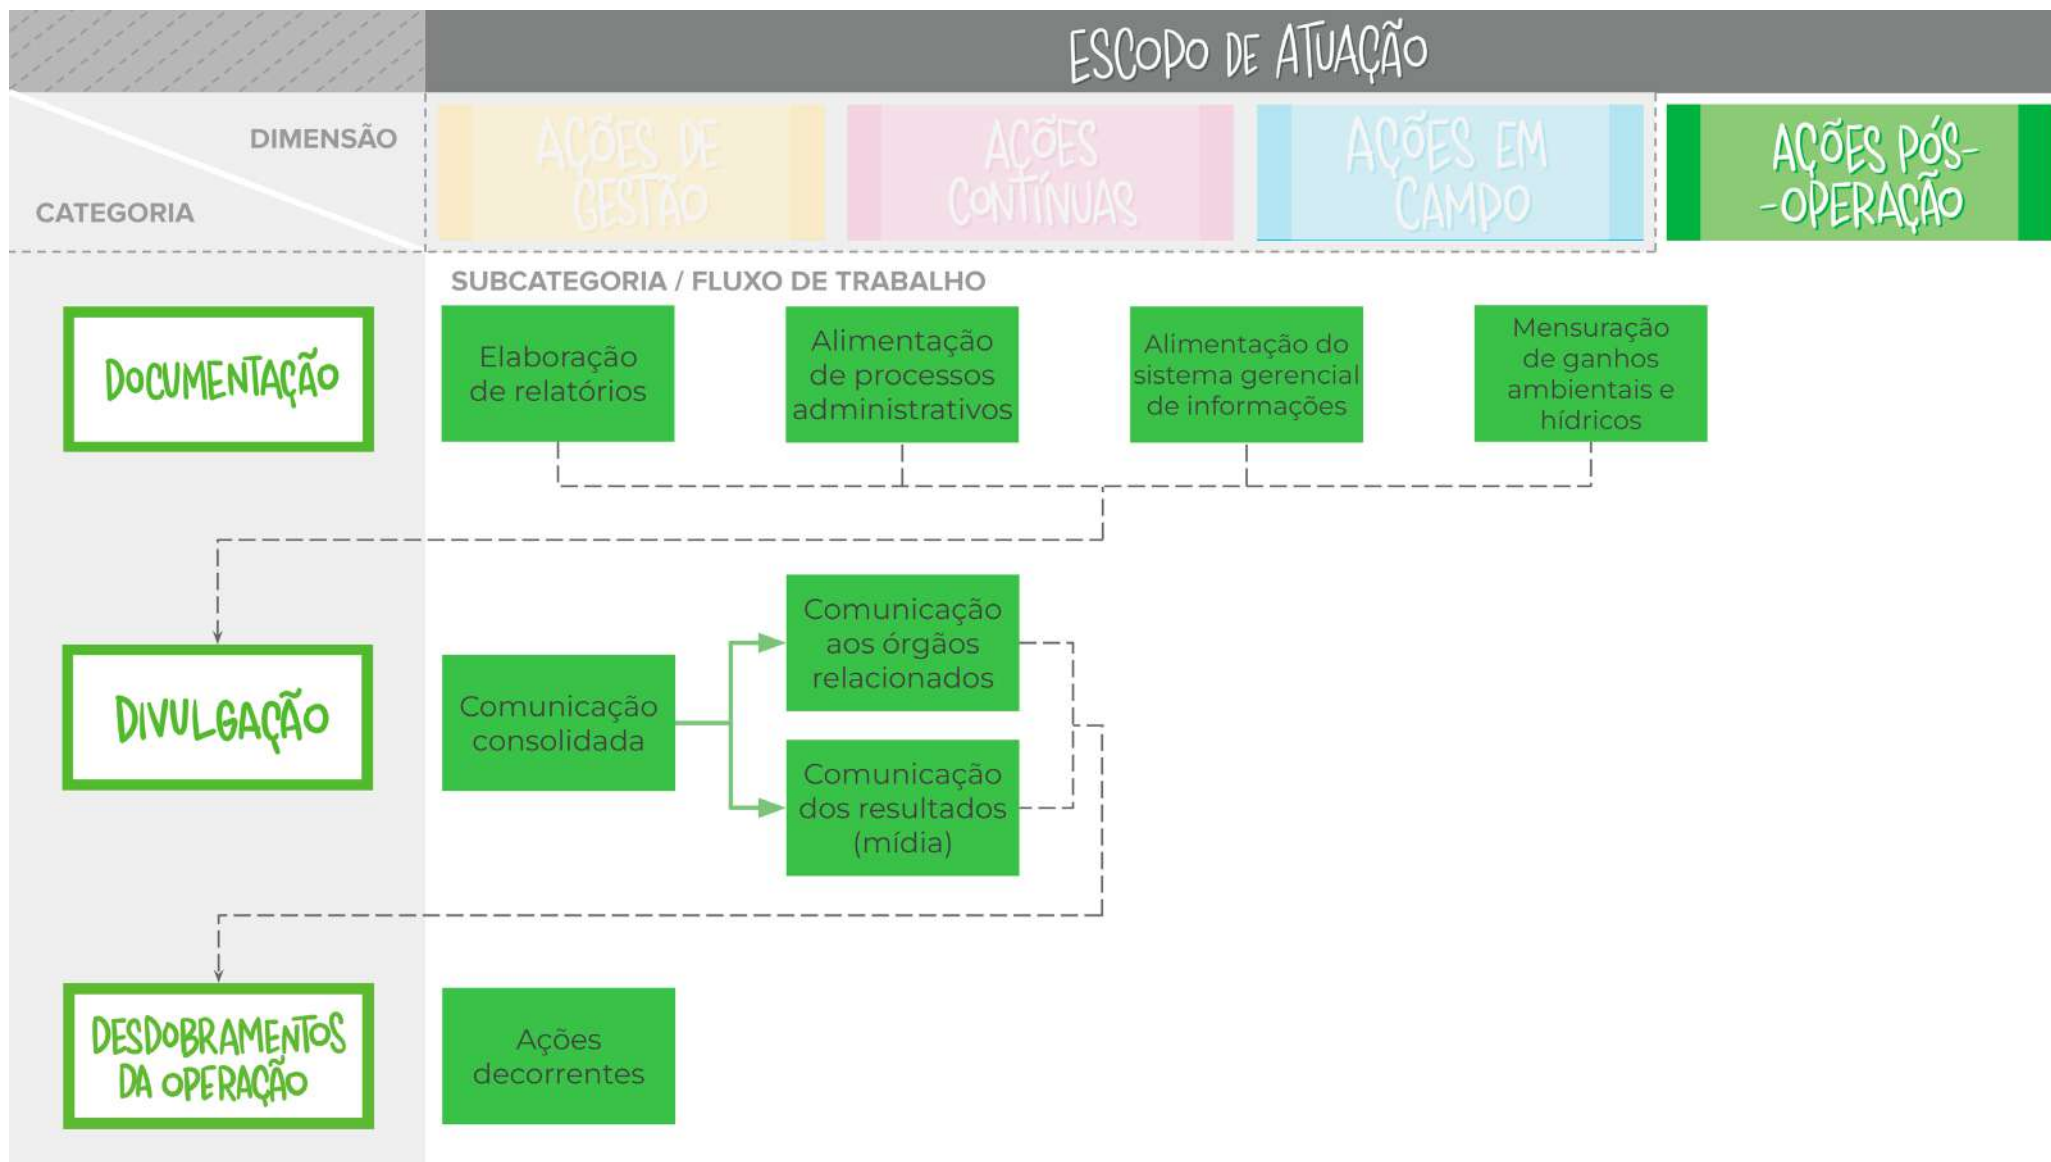 ESCOPO DE ATUAÇÃO
DIMENSÃO
CATEGORIA
AÇÕES DE
GESTÃO
AÇÕES
CONTÍNUAS
AÇÕES EM
CAMPO
AÇÕES PÓS-
-OPERAÇÃO
SUBCATEGORIA / FLUXO DE TRABALHO
DOCUMENTAÇÃO
Elaboração
de relatórios
Alimentação
de processos
administrativos
Alimentação do
sistema gerencial
de informações
Mensuração
de ganhos
ambientais e
hídricos
DIVULGAÇÃO
Comunicação
consolidada
Comunicação
aos órgãos
relacionados
Comunicação
dos resultados
(mídia)
DESDOBRAMENTOS
DA OPERAÇÃO
Ações
decorrentes